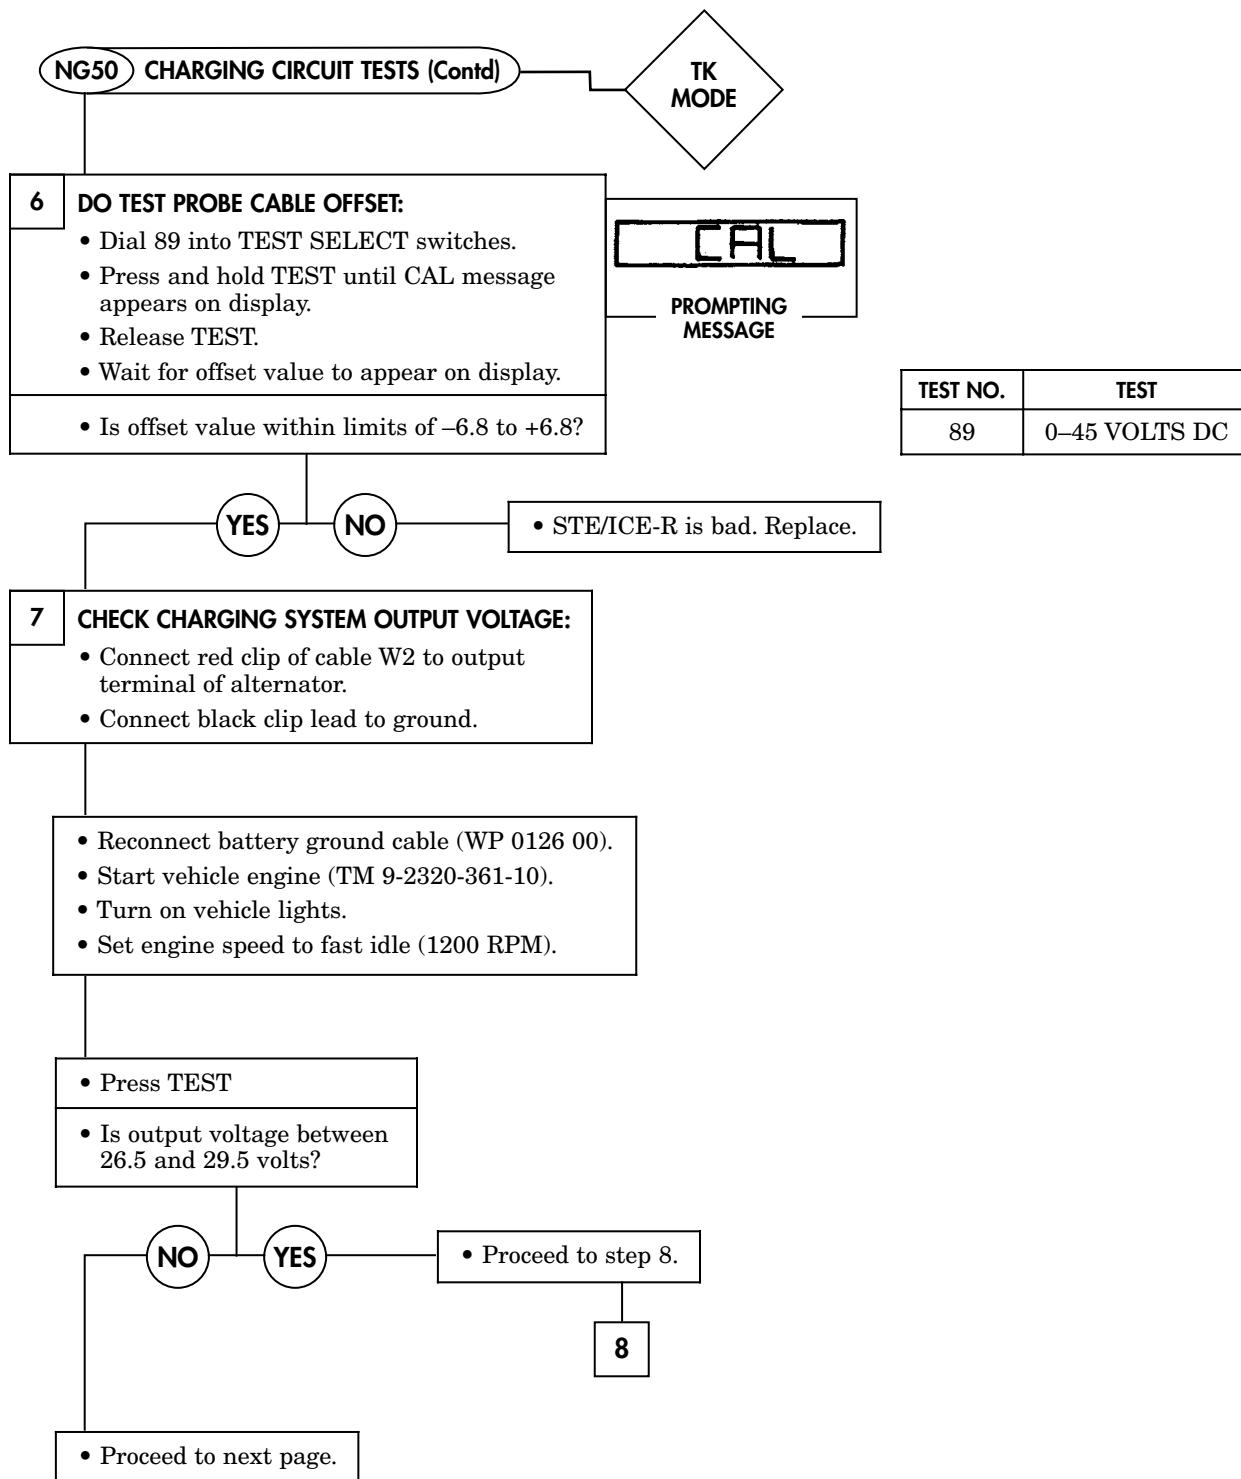 NG50 CHARGING CIRCUIT TESTS (Contd)
TK
MODE
6 DO TEST PROBE CABLE OFFSET:
• Dial 89 into TEST SELECT switches.
• Press and hold TEST until CAL message
appears on display.
• Release TEST.
• Wait for offset value to appear on display.
• Is offset value within limits of –6.8 to +6.8?
CAL
PROMPTING
MESSAGE
TEST NO. TEST
89 0–45 VOLTS DC
YES NO
• STE/ICE-R is bad. Replace.
7 CHECK CHARGING SYSTEM OUTPUT VOLTAGE:
• Connect red clip of cable W2 to output
terminal of alternator.
• Connect black clip lead to ground.
• Reconnect battery ground cable (WP 0126 00).
• Start vehicle engine (TM 9-2320-361-10).
• Turn on vehicle lights.
• Set engine speed to fast idle (1200 RPM).
• Press TEST
• Is output voltage between
26.5 and 29.5 volts?
NO YES
• Proceed to step 8.
8
• Proceed to next page.